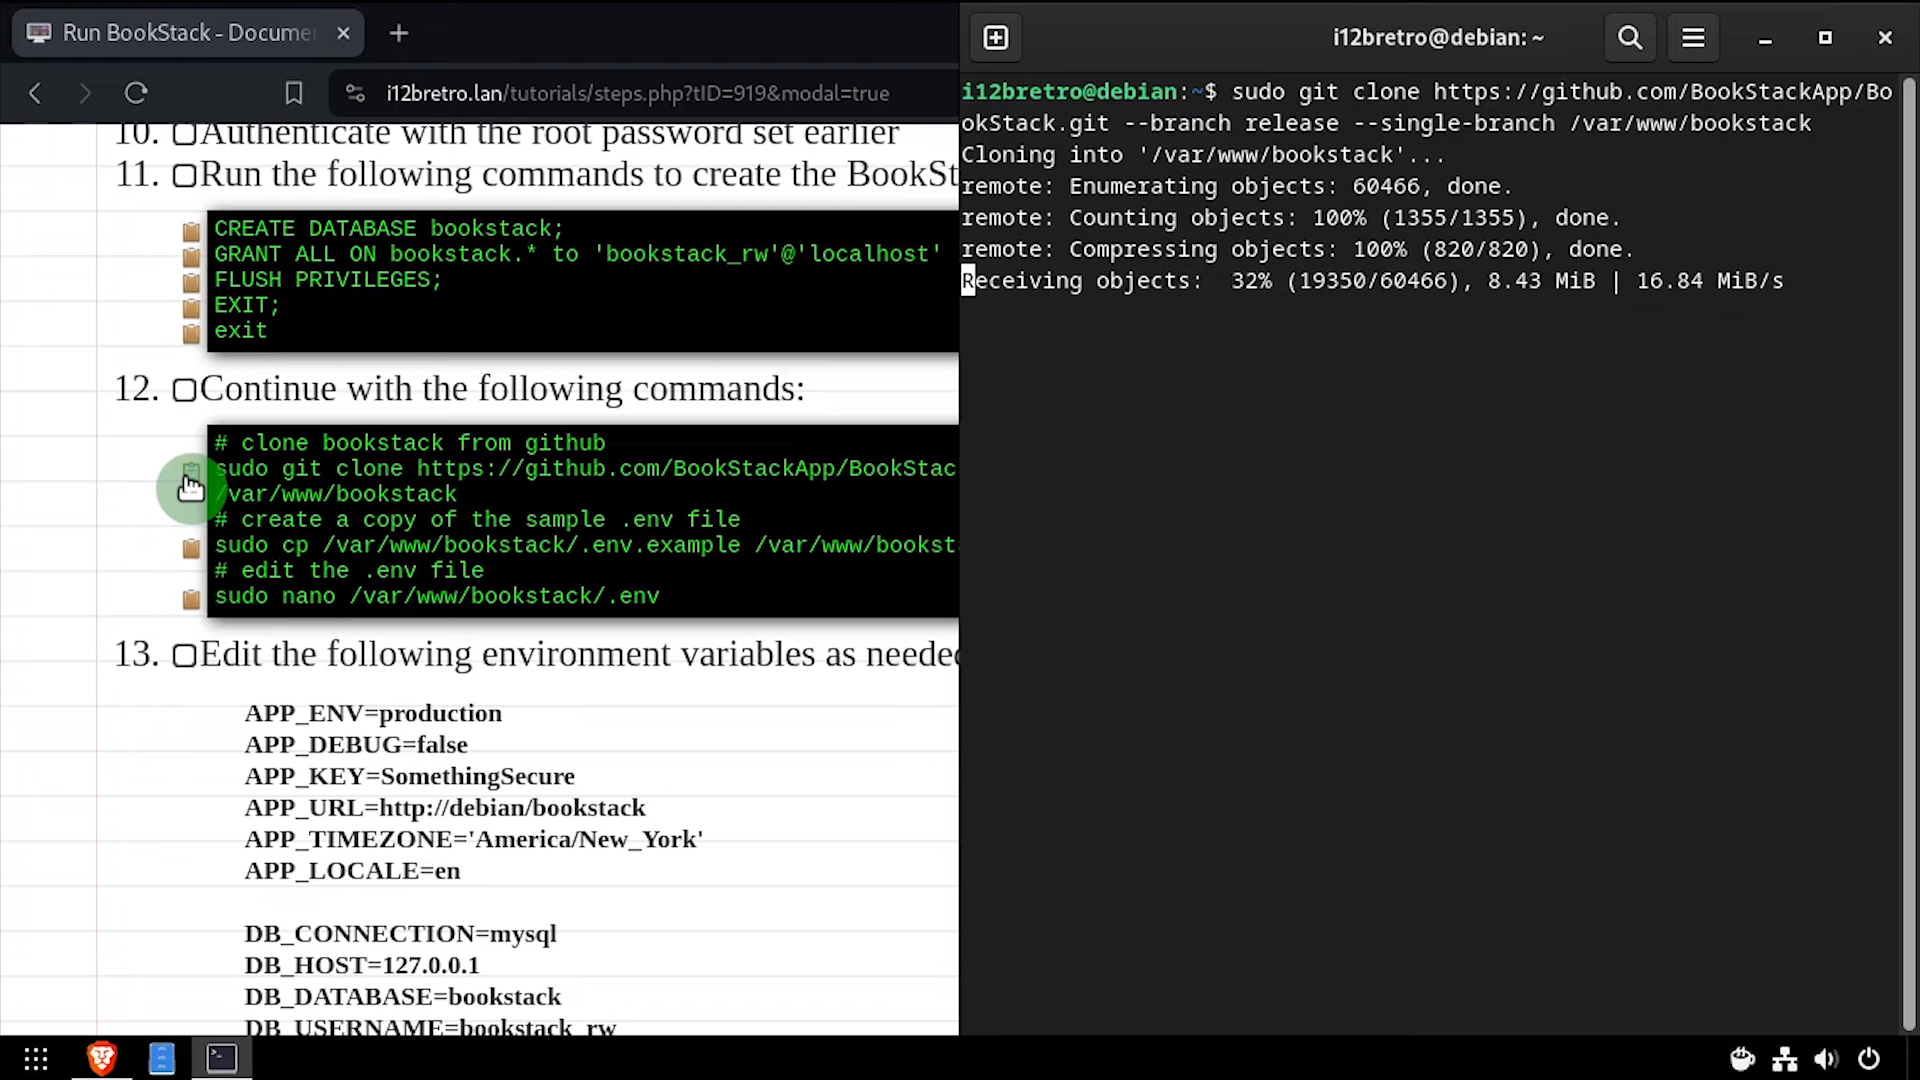 Run BookStack - Docume
i12bretro.lan/tutorials/steps.php?tID=919&modal=true
10. Authenticate with the root password set earlier
11. Run the following commands to create the BookSt
CREATE DATABASE bookstack;
GRANT ALL ON bookstack.* to 'bookstack_rw'@'localhost'
FLUSH PRIVILEGES;
EXIT;
exit
12. Continue with the following commands:
# clone bookstack from github
sudo git clone https://github.com/BookStackApp/BookStac
/var/www/bookstack
# create a copy of the sample .env file
sudo cp /var/www/bookstack/.env.example /var/www/booksta
# edit the .env file
sudo nano /var/www/bookstack/.env
13. Edit the following environment variables as needed
APP_ENV=production
APP_DEBUG=false
APP_KEY=SomethingSecure
APP_URL=http://debian/bookstack
APP_TIMEZONE='America/New_York'
APP_LOCALE=en
DB_CONNECTION=mysql
DB_HOST=127.0.0.1
DB_DATABASE=bookstack
DB_USERNAME=bookstack_rw
i12bretro@debian: ~
i12bretro@debian:~$ sudo git clone https://github.com/BookStackApp/Bo
okStack.git --branch release --single-branch /var/www/bookstack
Cloning into '/var/www/bookstack'...
remote: Enumerating objects: 60466, done.
remote: Counting objects: 100% (1355/1355), done.
remote: Compressing objects: 100% (820/820), done.
Receiving objects:  32% (19350/60466), 8.43 MiB | 16.84 MiB/s